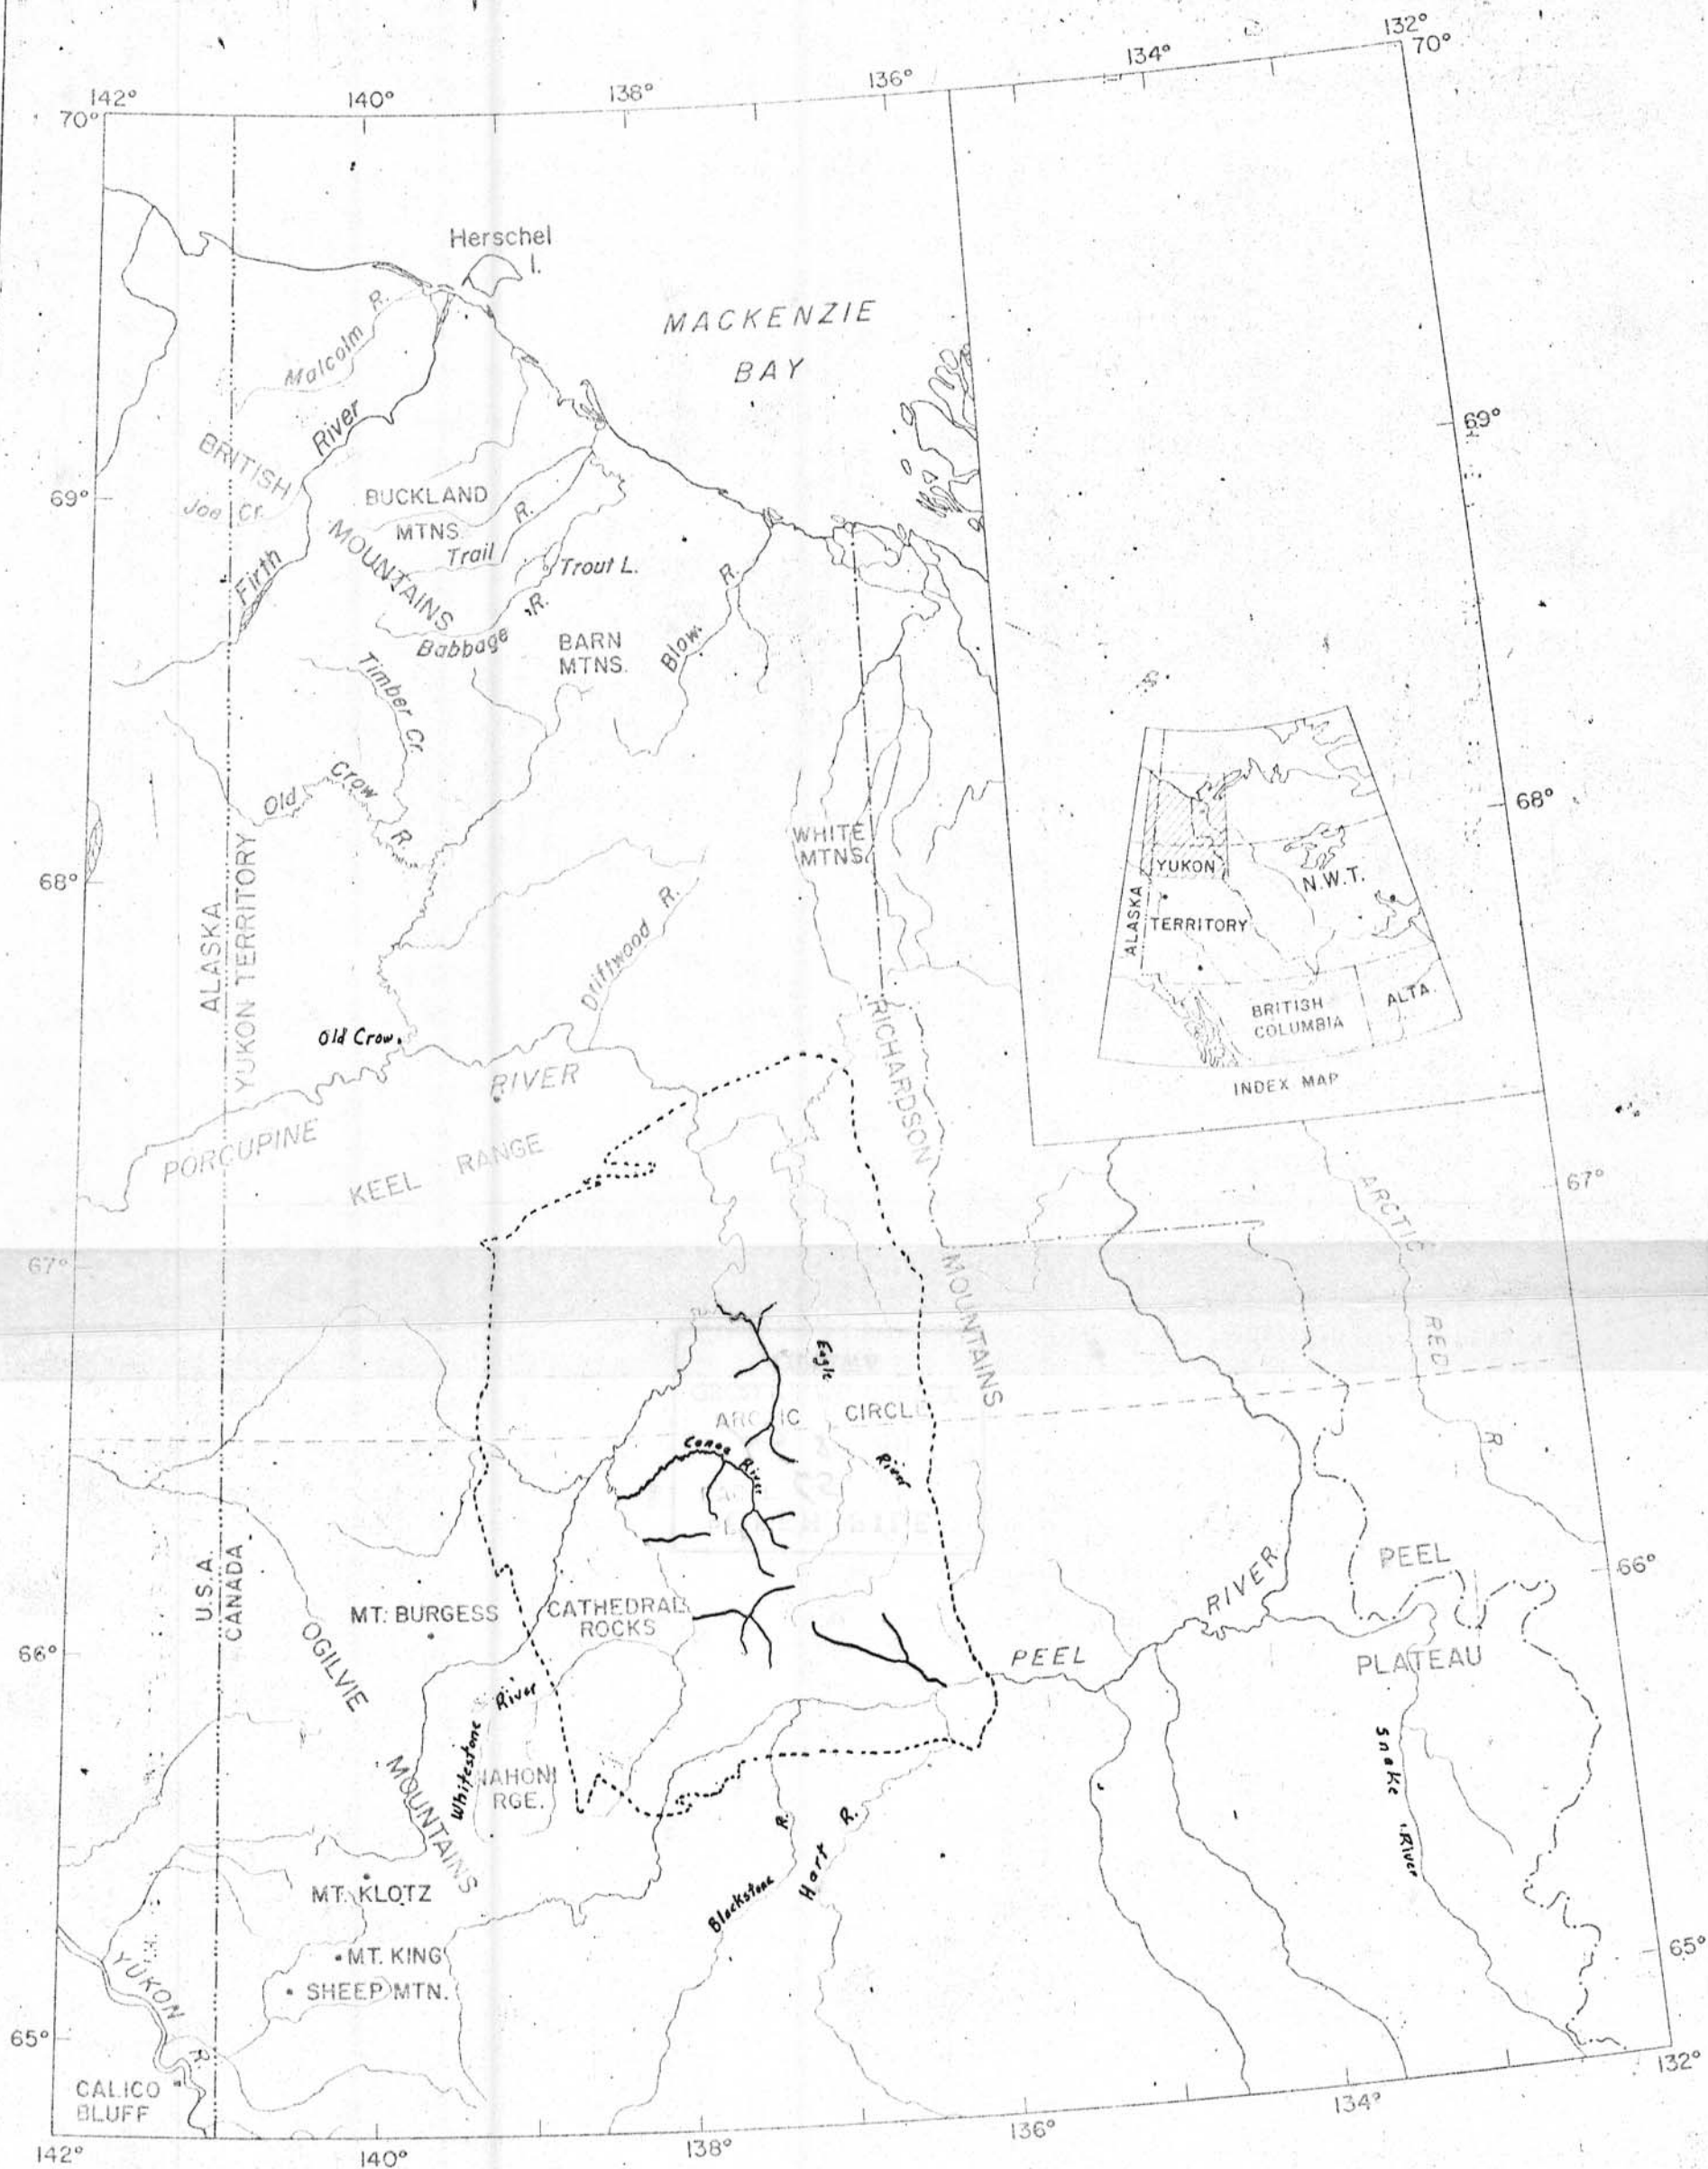 132°
70°
134°
136°
138°
140°
142°
70°
Herschel
I.
MACKENZIE
BAY
Malcolm R.
River
BRITISH
69°
69°
BUCKLAND
MTNS.
Joe Cr.
R.
MOUNTAINS
Trail
Trout L.
Firth
R.
Babbage
BARN
MTNS.
Blow R.
Timber Cr.
Old Crow R.
68°
WHITE
MTNS.
68°
YUKON
N.W.T.
ALASKA
TERRITORY
BRITISH
COLUMBIA
ALTA.
INDEX MAP
ALASKA
YUKON TERRITORY
Driftwood R.
Old Crow
RICHARDSON
RIVER
PORCUPINE
KEEL RANGE
67°
ARCTIC
67°
MOUNTAINS
RED
Eagle
ARCTIC CIRCLE
R.
Canoe
River
River
U.S.A.
CANADA
66°
PEEL
RIVER
MT. BURGESS
CATHEDRAL
ROCKS
OGILVIE
66°
PEEL
PLATEAU
Whitestone River
Snake River
MOUNTAINS
NAHONI
RGE.
R.
Hart R.
Blackstone
MT. KLOTZ
MT. KING
SHEEP MTN.
YUKON
R.
65°
65°
CALICO
BLUFF
142°
140°
138°
136°
134°
132°